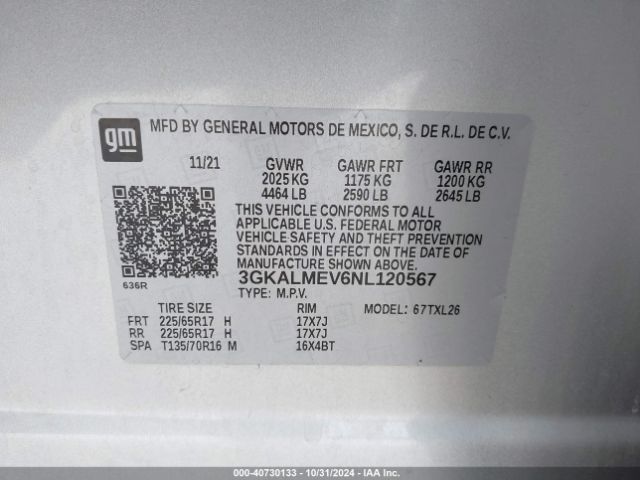 gm
MFD BY GENERAL MOTORS DE MEXICO, S. DE R.L. DE C.V.
11/21 GVWR GAWR FRT GAWR RR
2025 KG 1175 KG 1200 KG
4464 LB 2590 LB 2645 LB
THIS VEHICLE CONFORMS TO ALL
APPLICABLE U.S. FEDERAL MOTOR
VEHICLE SAFETY AND THEFT PREVENTION
STANDARDS IN EFFECT ON THE DATE OF
MANUFACTURE SHOWN ABOVE.
3GKALMEV6NL120567
636R
TYPE: M.P.V.
TIRE SIZE RIM MODEL: 67TXL26
FRT 225/65R17 H 17X7J
RR 225/65R17 H 17X7J
SPA T135/70R16 M 16X4BT
000-40730133 - 10/31/2024 - IAA Inc.